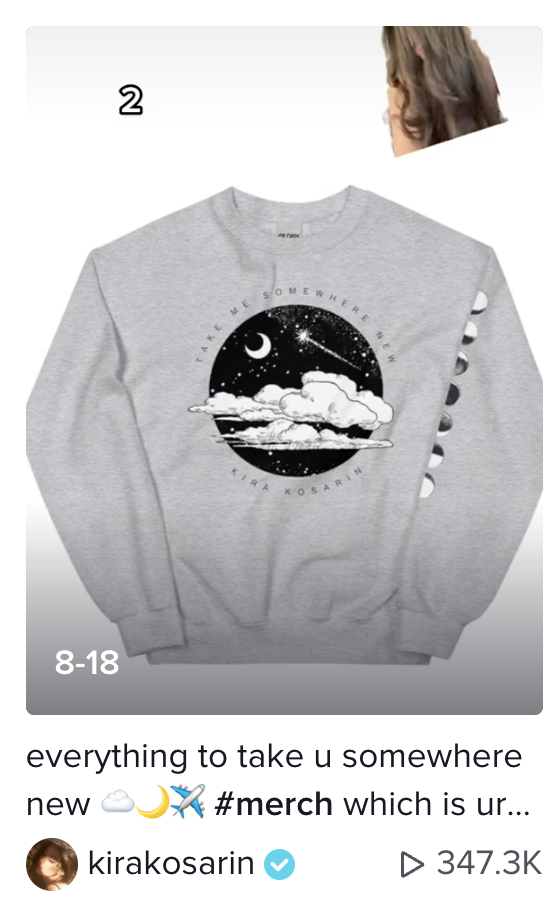 2
TAKE ME SOMEWHERE NEW
KIRA KOSARIN
8-18
everything to take u somewhere
new ☁️🌙✈️ #merch which is ur...
kirakosarin
347.3K